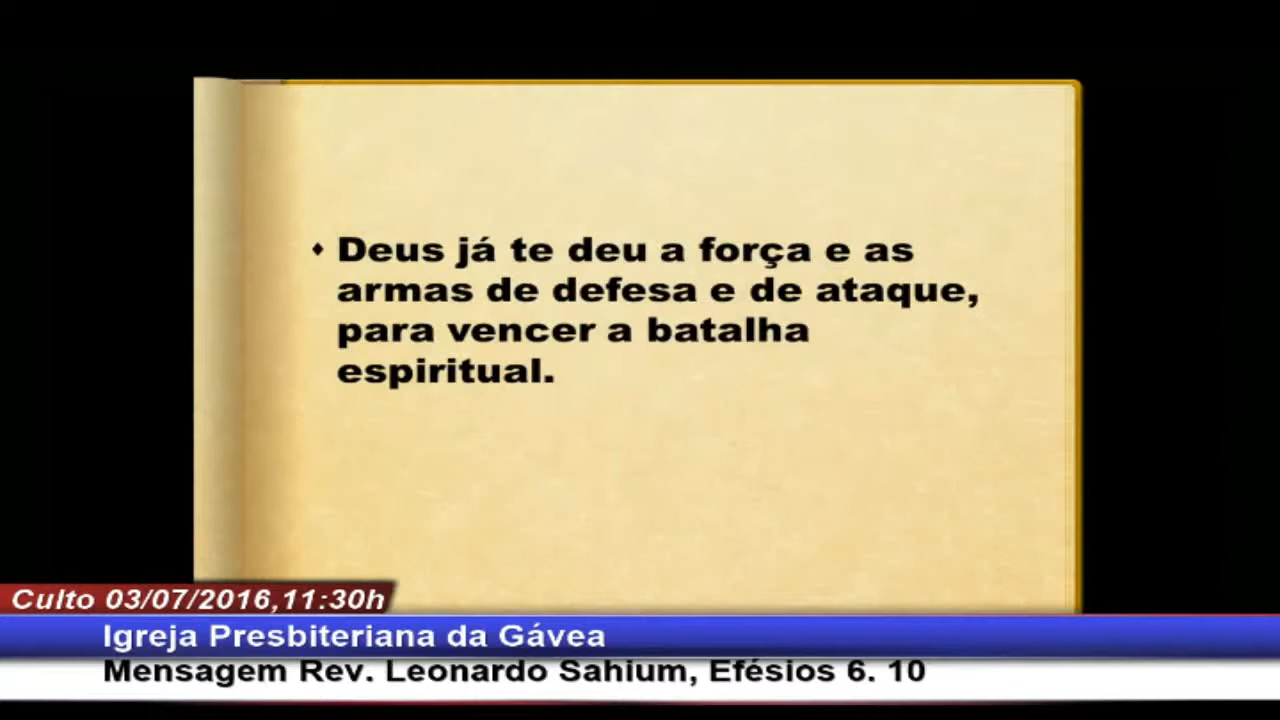 ⬧ Deus já te deu a força e as
armas de defesa e de ataque,
para vencer a batalha
espiritual.
Culto 03/07/2016,11:30h
Igreja Presbiteriana da Gávea
Mensagem Rev. Leonardo Sahium, Efésios 6. 10